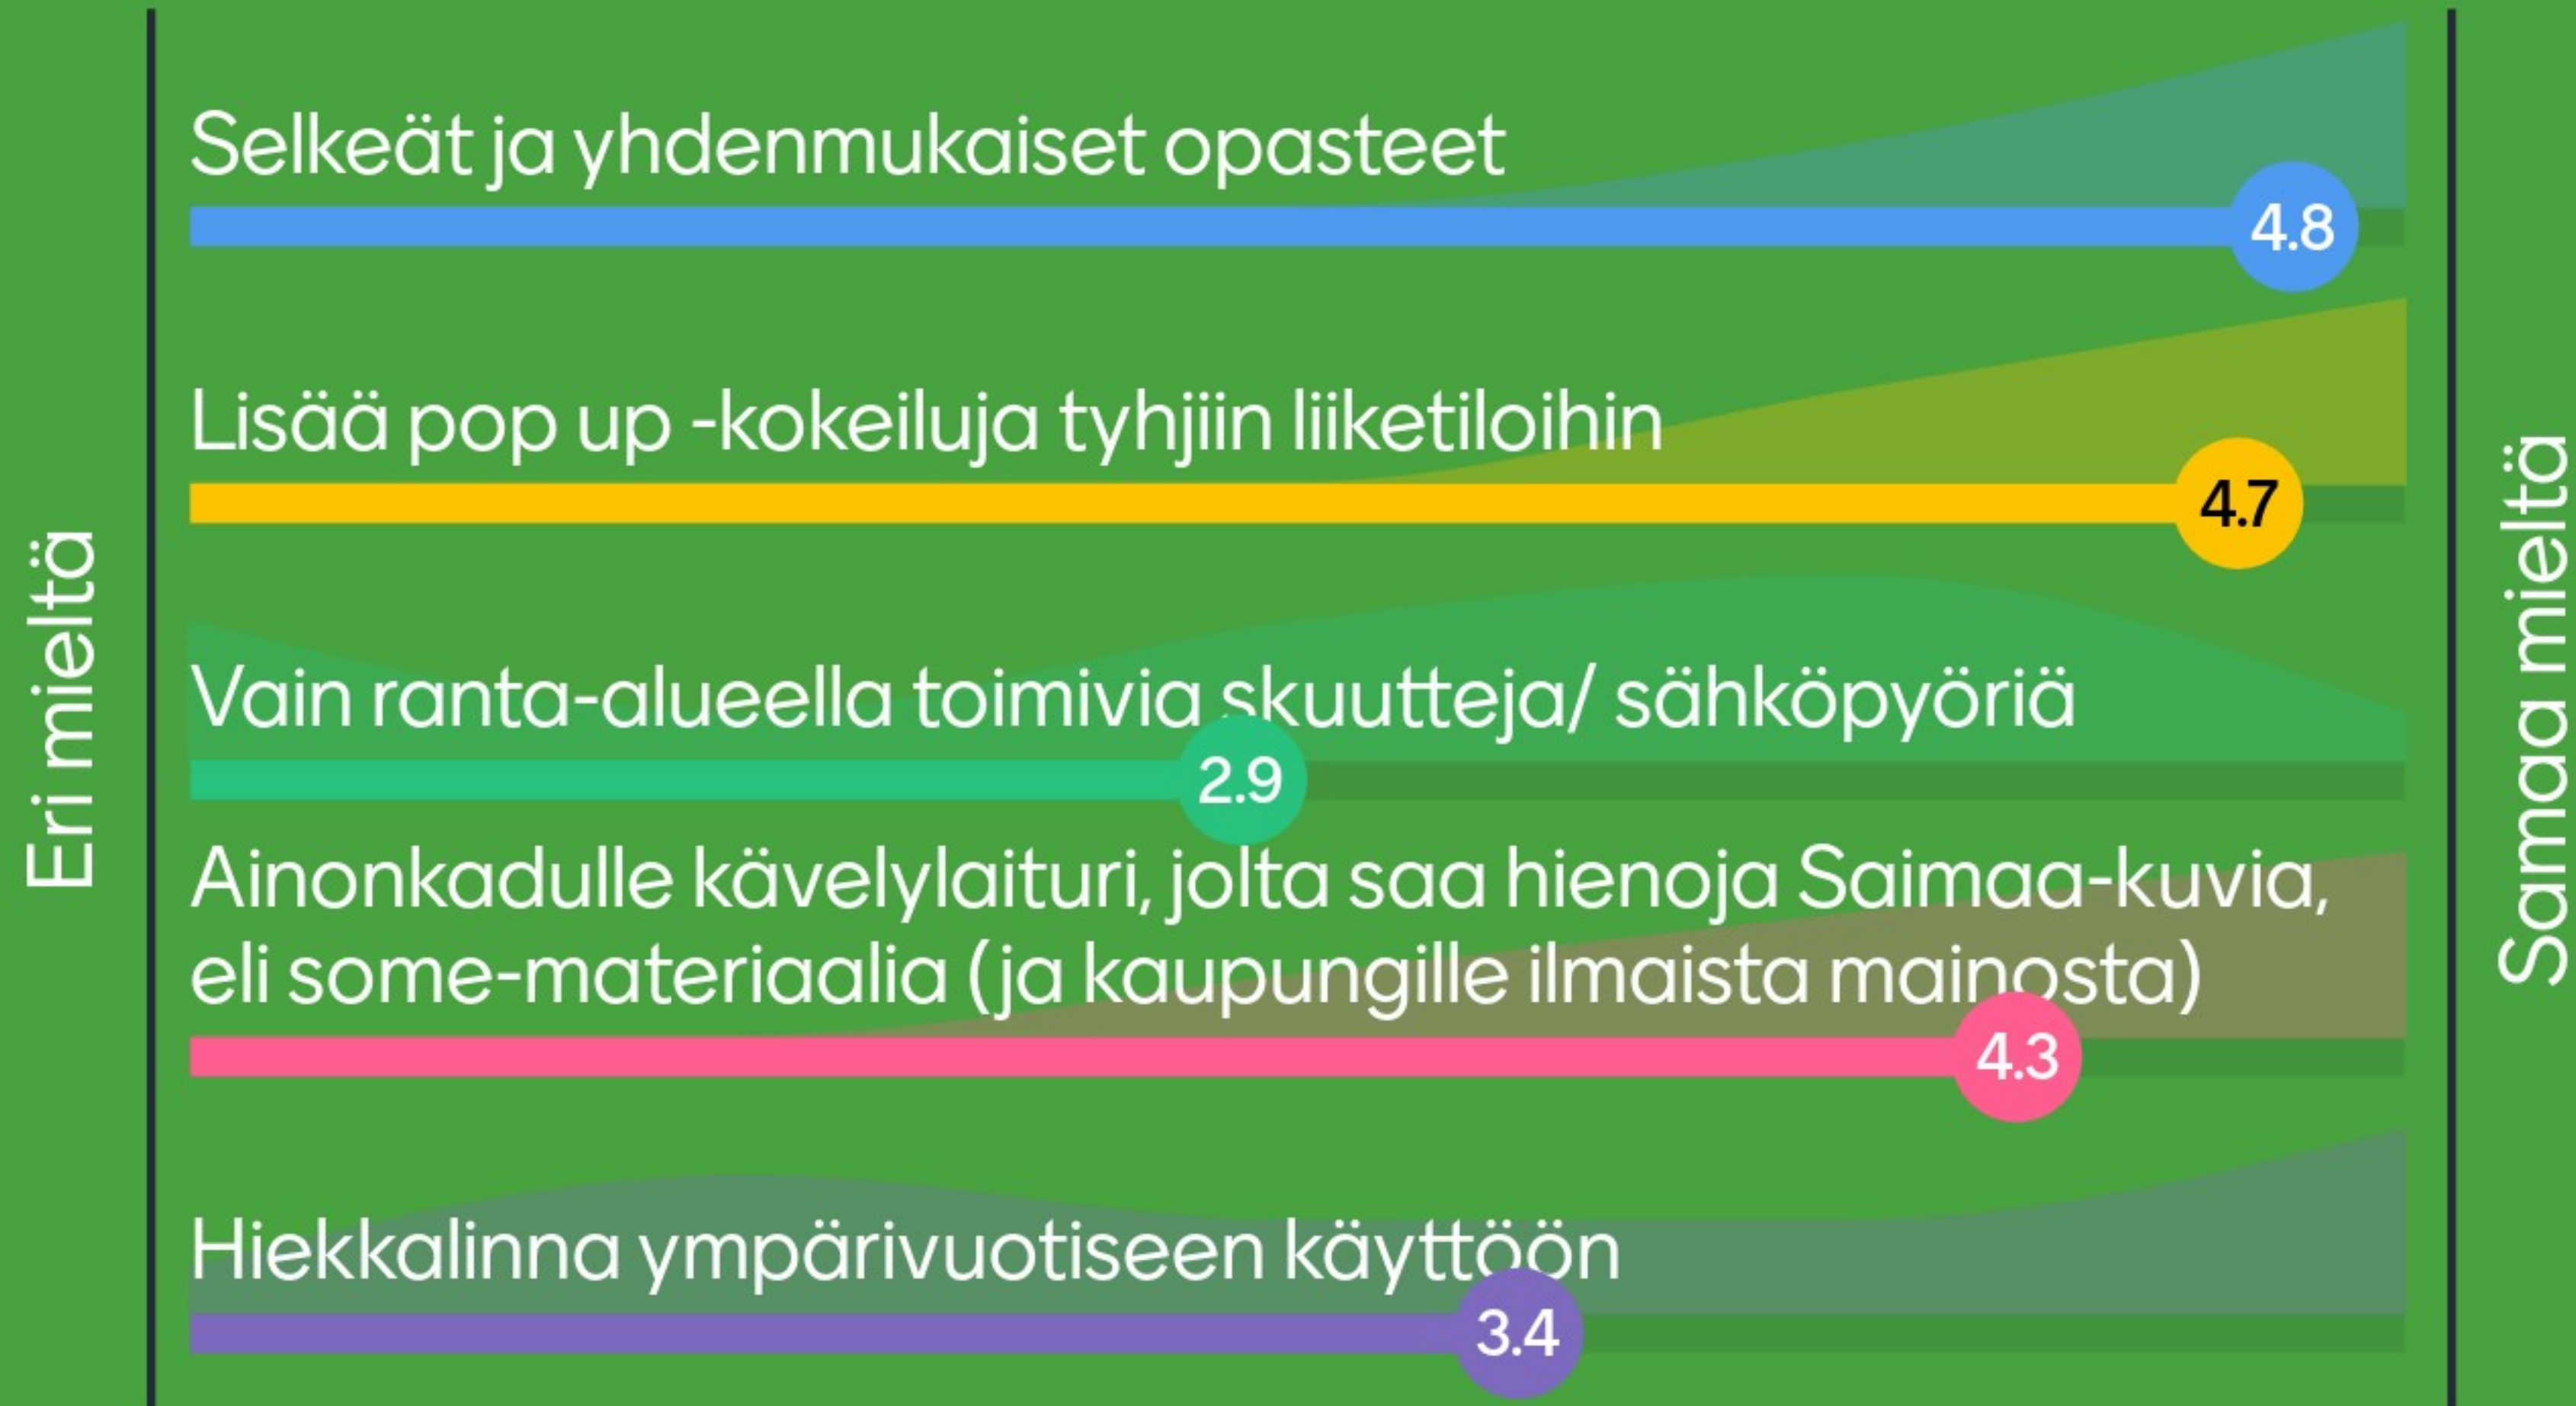 Eri mieltä
Selkeät ja yhdenmukaiset opasteet
4.8
Lisää pop up -kokeiluja tyhjiin liiketiloihin
4.7
Vain ranta-alueella toimivia skuutteja/ sähköpyöriä
2.9
Ainonkadulle kävelylaituri, jolta saa hienoja Saimaa-kuvia,
eli some-materiaalia (ja kaupungille ilmaista mainosta)
4.3
Hiekkalinna ympärivuotiseen käyttöön
3.4
Samaa mieltä